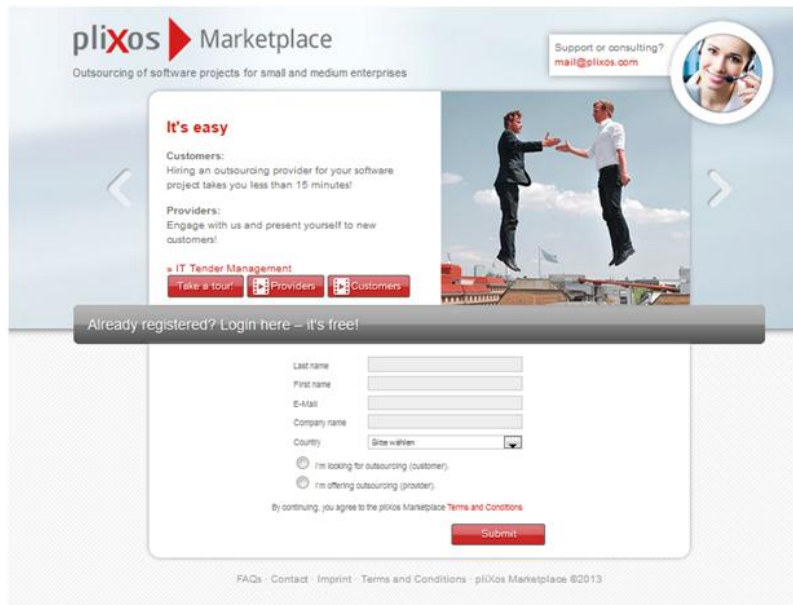 plixos Marketplace
Outsourcing of software projects for small and medium enterprises
Support or consulting?
mail@plixos.com
It's easy
Customers:
Hiring an outsourcing provider for your software
project takes you less than 15 minutes!
Providers:
Engage with us and present yourself to new
customers!
» IT Tender Management
Take a tour!
Providers
Customers
Already registered? Login here – it's free!
Last name
First name
E-Mail
Company name
Country
Bitte wählen
I'm looking for outsourcing (customer).
I'm offering outsourcing (provider).
By continuing, you agree to the pliXos Marketplace Terms and Conditions
Submit
FAQs · Contact · Imprint · Terms and Conditions · pliXos Marketplace ©2013